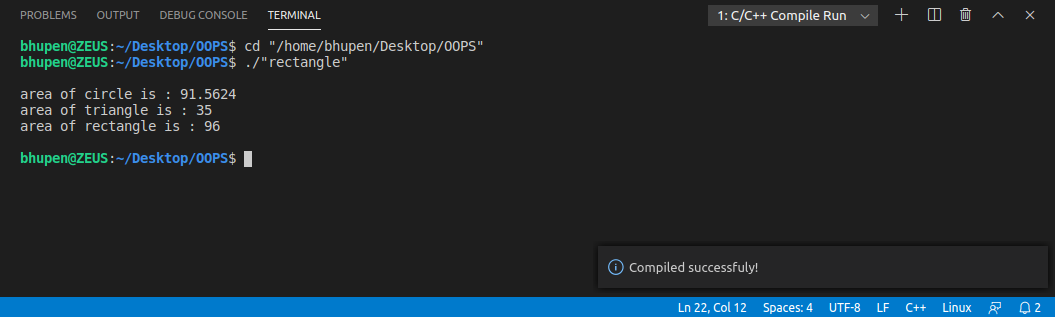 PROBLEMS OUTPUT DEBUG CONSOLE TERMINAL 1: C/C++ Compile Run
bhupen@ZEUS:~/Desktop/OOPS$ cd "/home/bhupen/Desktop/OOPS"
bhupen@ZEUS:~/Desktop/OOPS$ ./"rectangle"
area of circle is : 91.5624
area of triangle is : 35
area of rectangle is : 96
bhupen@ZEUS:~/Desktop/OOPS$
Compiled successfuly!
Ln 22, Col 12 Spaces: 4 UTF-8 LF C++ Linux 2